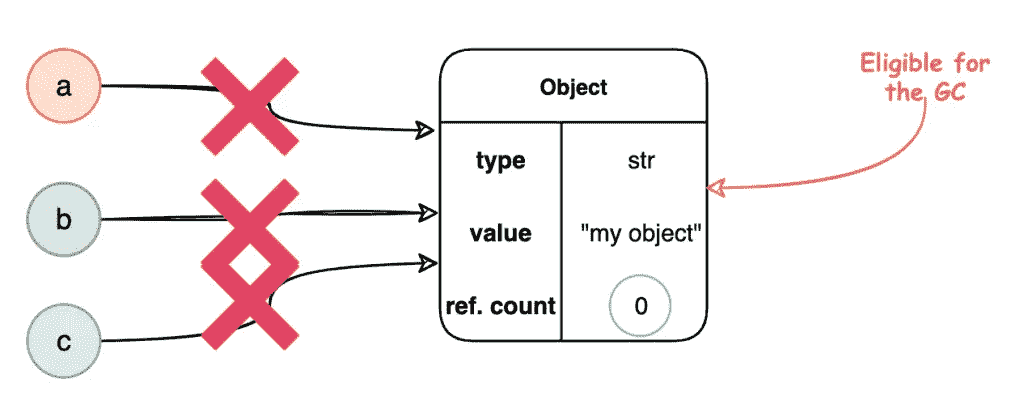 a
Object
Eligible for
the GC
type str
b
value "my object"
ref. count 0
c